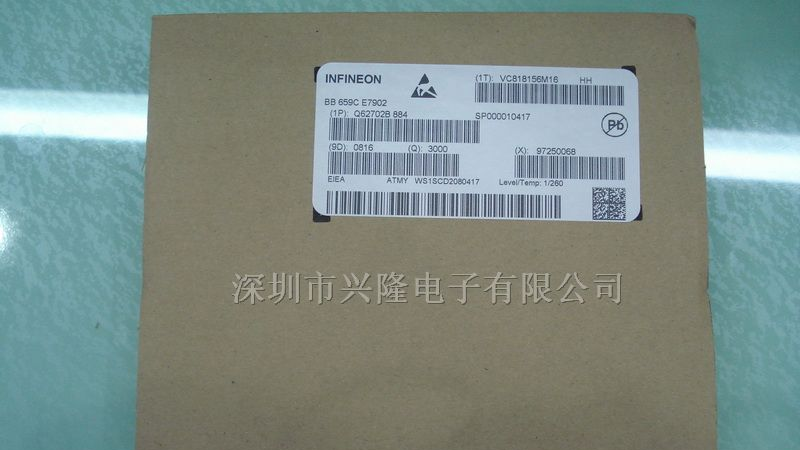 INFINEON
(1T): VC818156M16 HH
BB 659C E7902
(1P): Q62702B 884 SP000010417
Pb
(9D): 0816 (Q): 3000 (X): 97250068
EIEA ATMY WS1SCD2080417 Level/Temp: 1/260
深圳市兴隆电子有限公司